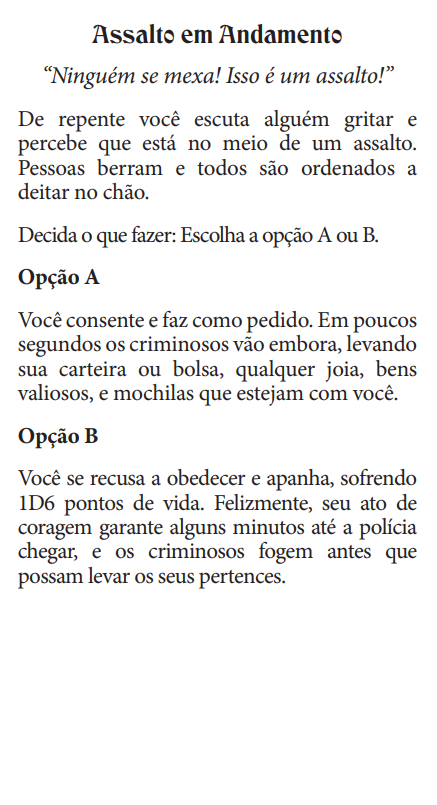 Assalto em Andamento
“Ninguém se mexa! Isso é um assalto!”
De repente você escuta alguém gritar e
percebe que está no meio de um assalto.
Pessoas berram e todos são ordenados a
deitar no chão.
Decida o que fazer: Escolha a opção A ou B.
Opção A
Você consente e faz como pedido. Em poucos
segundos os criminosos vão embora, levando
sua carteira ou bolsa, qualquer joia, bens
valiosos, e mochilas que estejam com você.
Opção B
Você se recusa a obedecer e apanha, sofrendo
1D6 pontos de vida. Felizmente, seu ato de
coragem garante alguns minutos até a polícia
chegar, e os criminosos fogem antes que
possam levar os seus pertences.